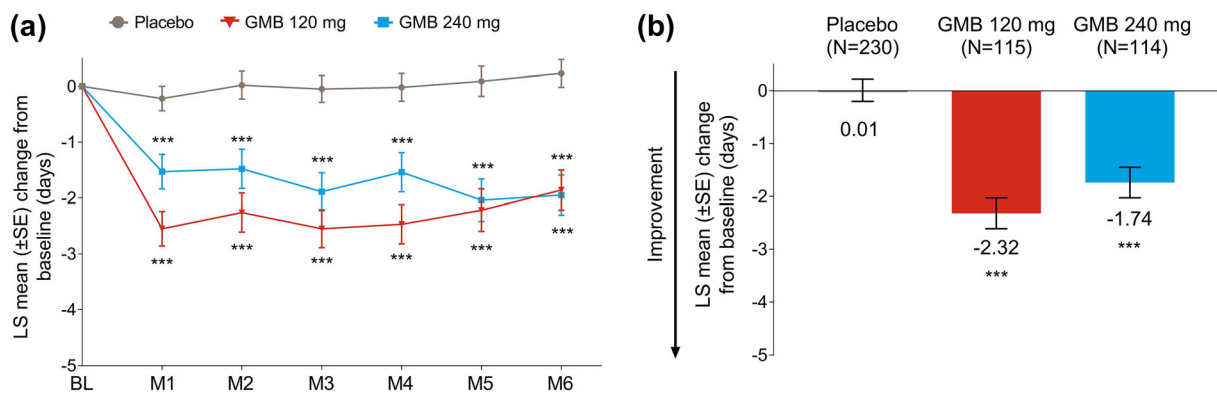 (a)
Placebo
GMB 120 mg
GMB 240 mg
LS mean (±SE) change from
baseline (days)
0
-1
-2
-3
-4
-5
***
***
***
***
***
***
***
***
***
***
***
***
BL
M1
M2
M3
M4
M5
M6
(b)
Placebo
(N=230)
GMB 120 mg
(N=115)
GMB 240 mg
(N=114)
Improvement
LS mean (±SE) change
from baseline (days)
0
-1
-2
-3
-4
-5
0.01
-2.32
***
-1.74
***